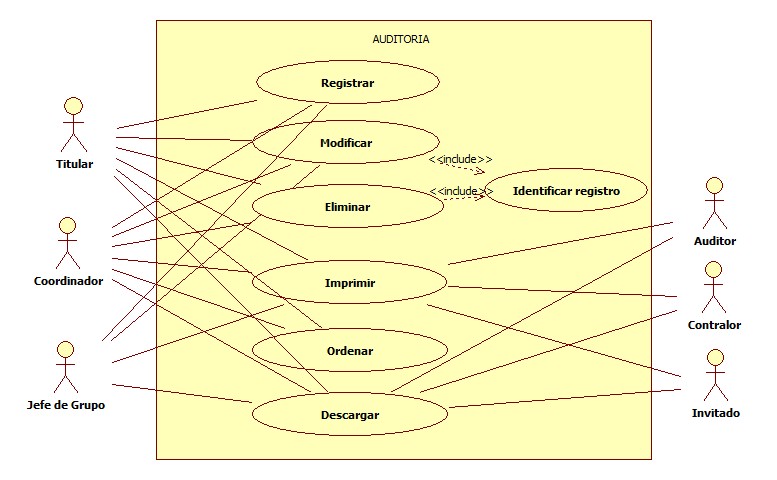 AUDITORIA
Registrar
Titular
Modificar
<<include>>
<<include>>
Identificar registro
Eliminar
Auditor
Coordinador
Imprimir
Contralor
Ordenar
Jefe de Grupo
Descargar
Invitado